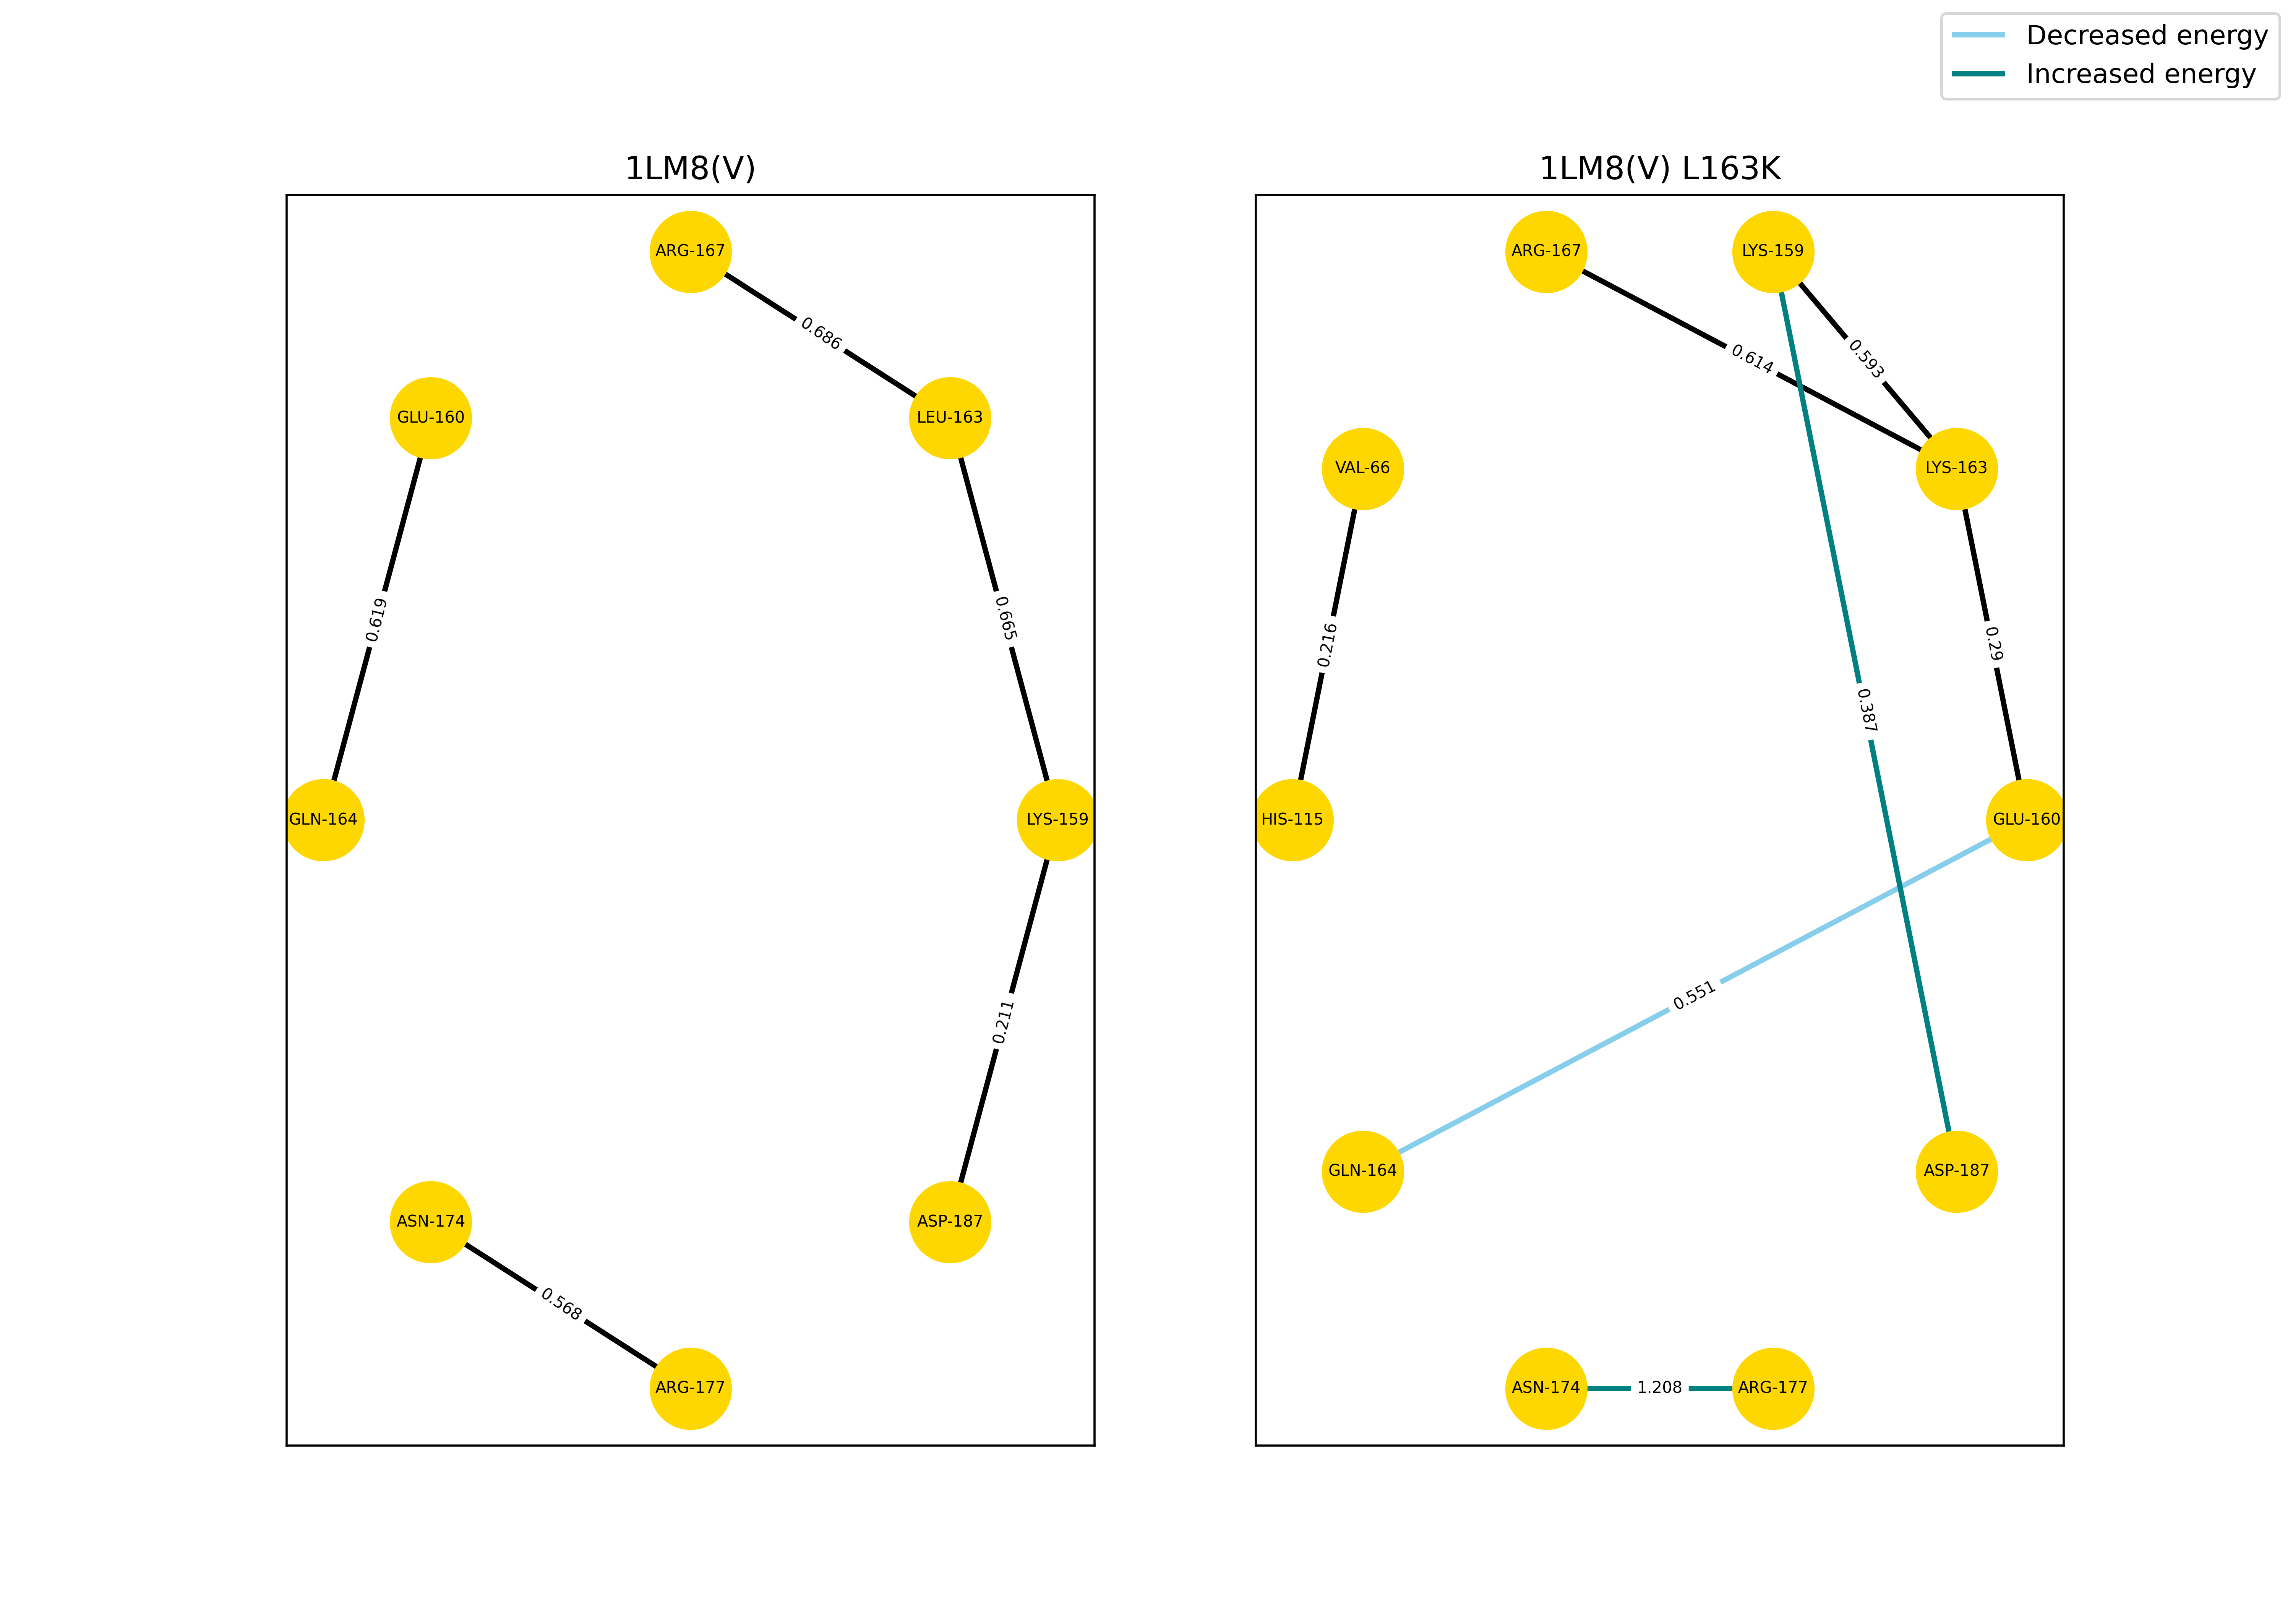 Decreased energy
Increased energy
1LM8(V)
ARG-167
0.686
GLU-160
LEU-163
0.619
0.665
GLN-164
LYS-159
0.211
ASN-174
ASP-187
0.568
ARG-177
1LM8(V) L163K
ARG-167
LYS-159
0.614
0.593
VAL-66
LYS-163
0.216
0.29
0.387
HIS-115
GLU-160
0.551
GLN-164
ASP-187
ASN-174
1.208
ARG-177